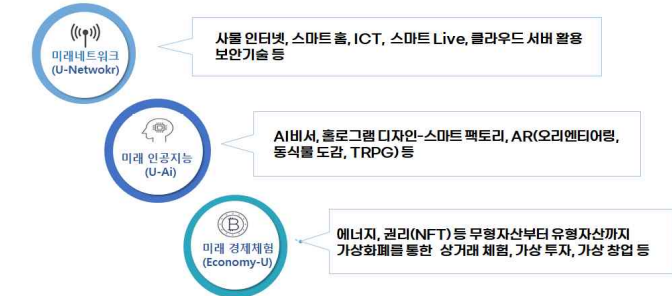 미래네트워크
(U-Netwokr)
사물 인터넷, 스마트 홈, ICT, 스마트 Live, 클라우드 서버 활용
보안기술 등
미래 인공지능
(U-Ai)
AI비서, 홀로그램 디자인-스마트 팩토리, AR(오리엔티어링,
동식물 도감, TRPG) 등
미래 경제체험
(Economy-U)
에너지, 권리(NFT) 등 무형자산부터 유형자산까지
가상화폐를 통한 상거래 체험, 가상 투자, 가상 창업 등